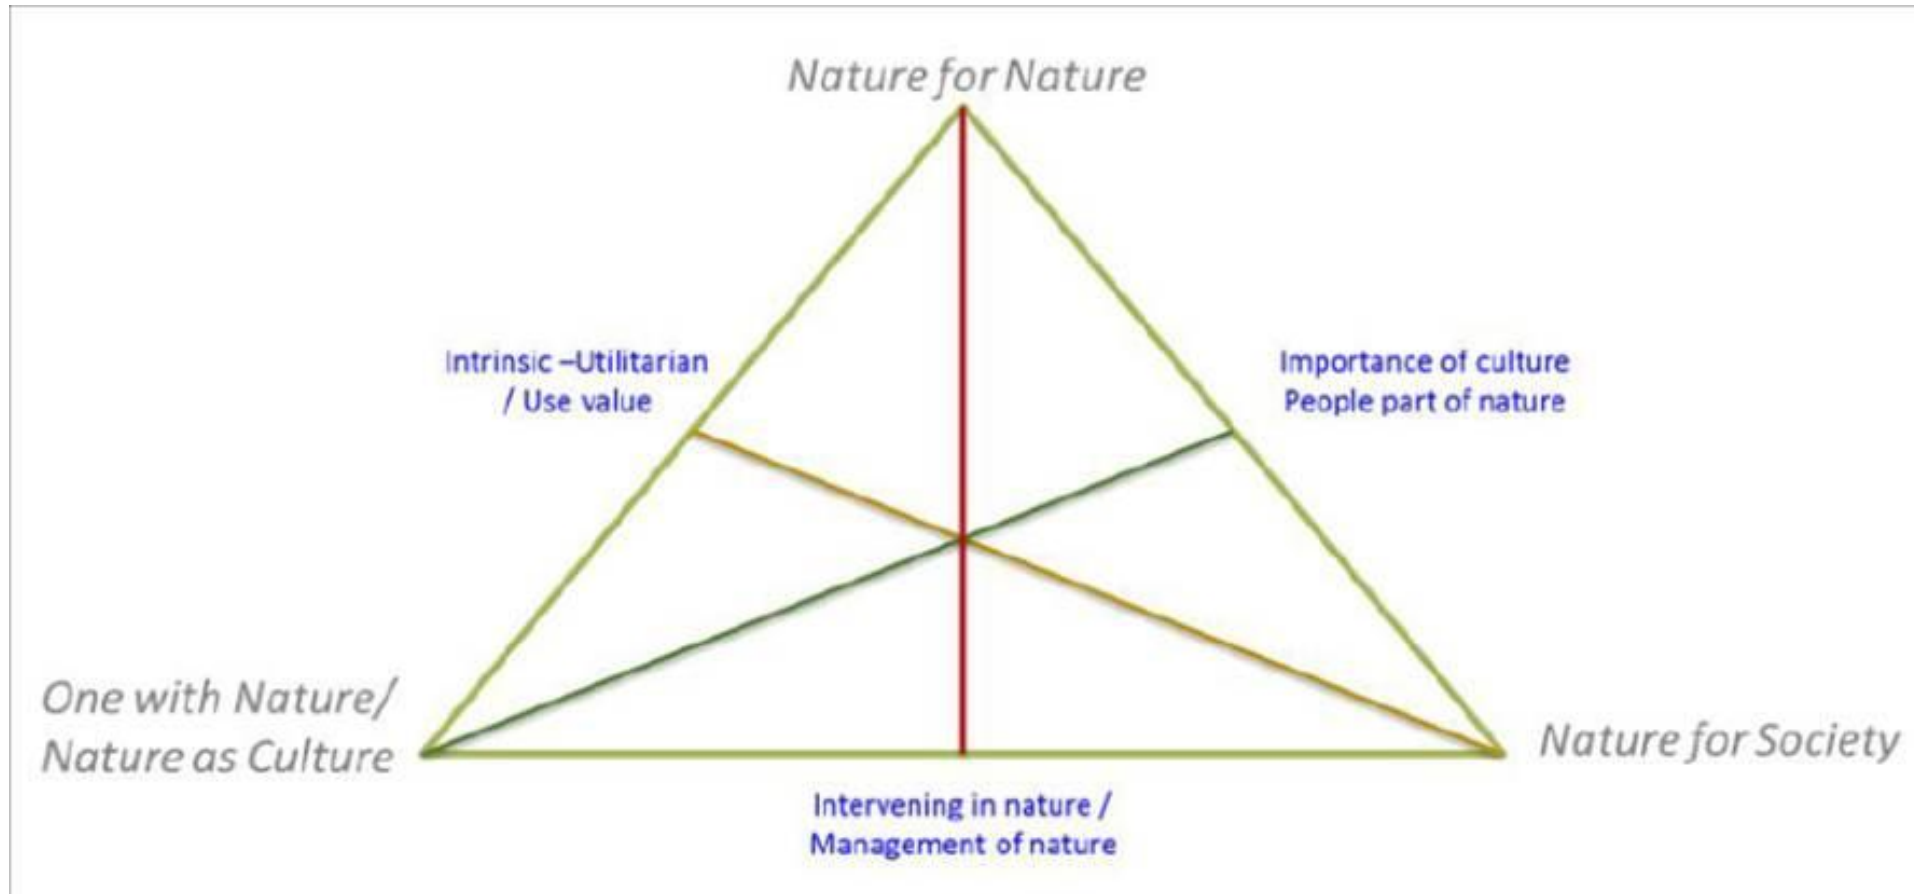 Nature for Nature
Intrinsic –Utilitarian
/ Use value
Importance of culture
People part of nature
One with Nature/
Nature as Culture
Nature for Society
Intervening in nature /
Management of nature